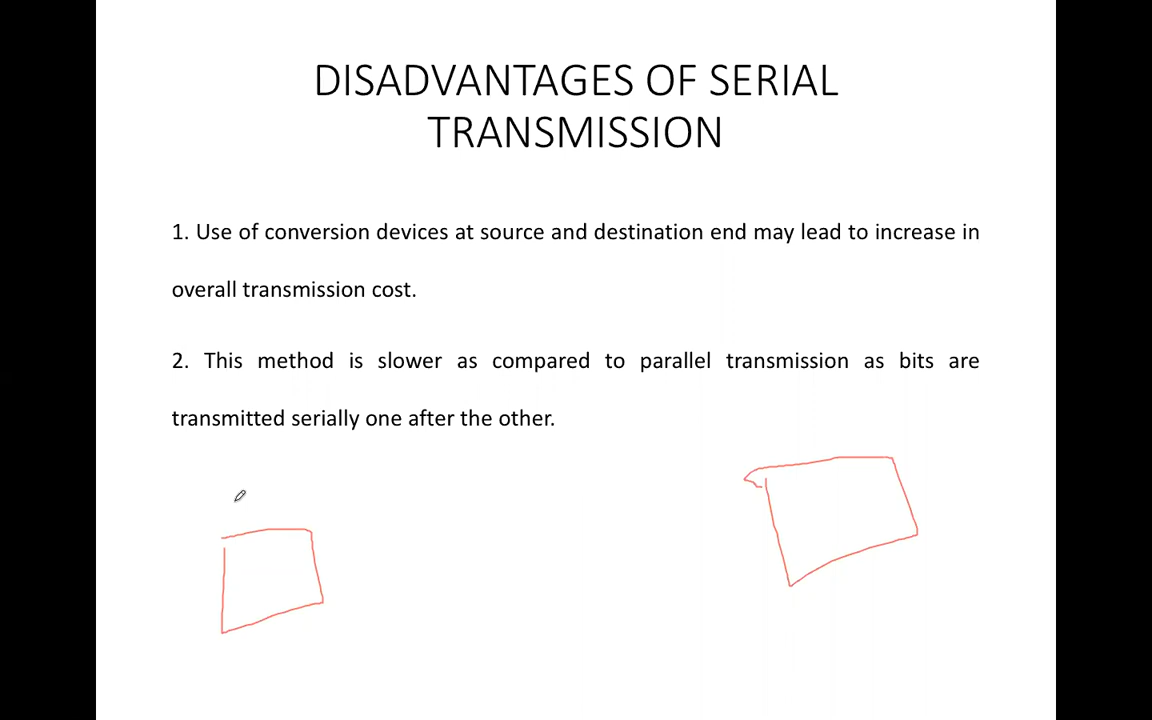 DISADVANTAGES OF SERIAL
TRANSMISSION
1. Use of conversion devices at source and destination end may lead to increase in
overall transmission cost.
2. This method is slower as compared to parallel transmission as bits are
transmitted serially one after the other.